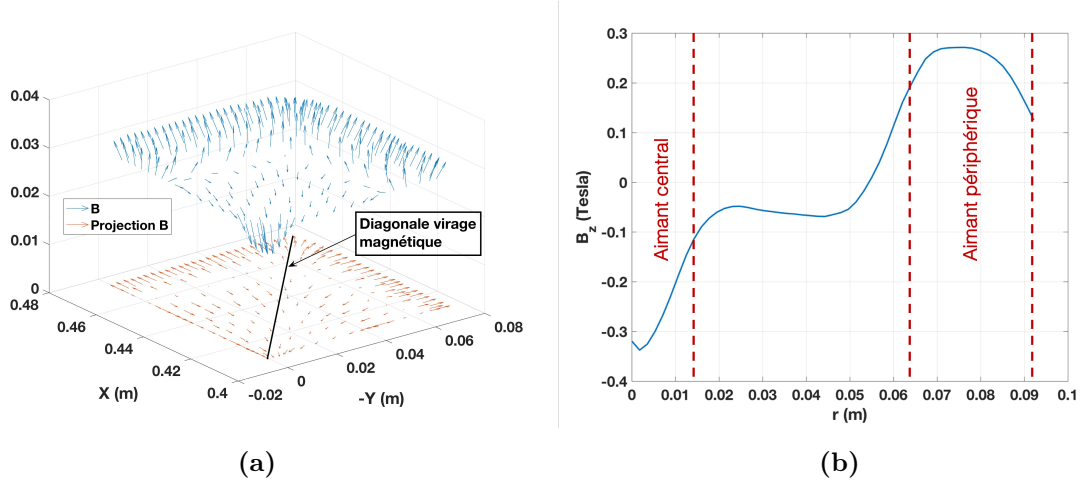 0.04
0.03
0.02
0.01
0
B
Projection B
Diagonale virage
magnétique
0.48
0.46
0.44
0.42
0.4
X (m)
-0.02
0
0.02
0.04
0.06
0.08
-Y (m)
(a)
0.3
0.2
0.1
0
-0.1
-0.2
-0.3
-0.4
B_z (Tesla)
Aimant central
Aimant périphérique
0 0.01 0.02 0.03 0.04 0.05 0.06 0.07 0.08 0.09 0.1
r (m)
(b)